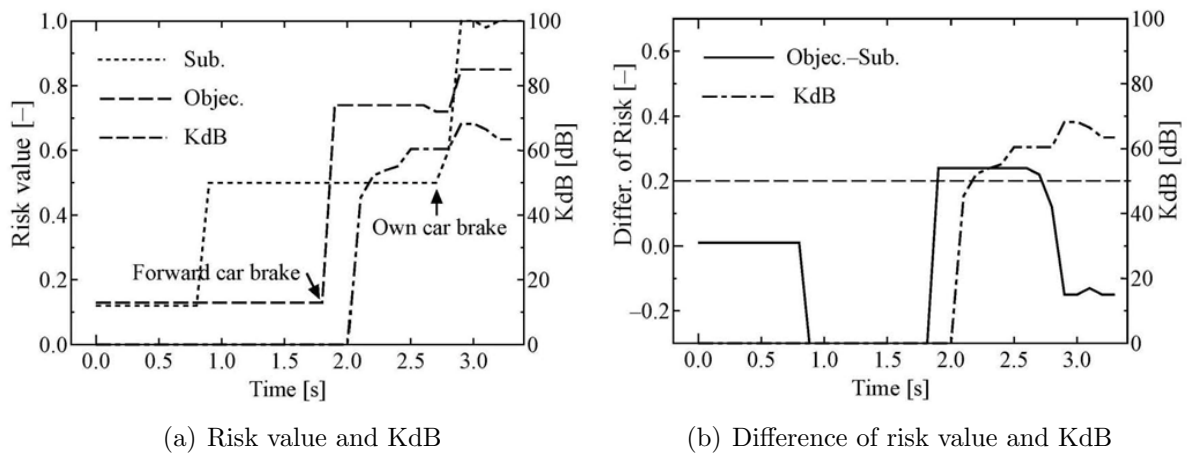 1.0
0.8
0.6
0.4
0.2
0.0
Risk value [–]
Sub.
Objec.
KdB
Forward car brake
Own car brake
100
80
60
40
20
0
KdB [dB]
0.0 0.5 1.0 1.5 2.0 2.5 3.0
Time [s]
(a) Risk value and KdB
0.6
0.4
0.2
0.0
–0.2
Differ. of Risk [–]
Objec.–Sub.
KdB
100
80
60
40
20
0
KdB [dB]
0.0 0.5 1.0 1.5 2.0 2.5 3.0
Time [s]
(b) Difference of risk value and KdB